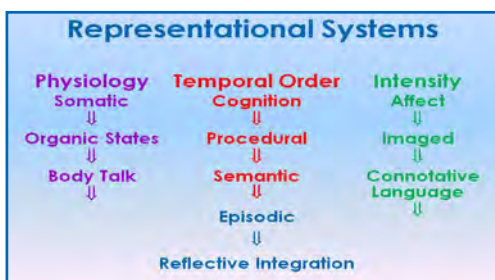 Representational Systems
Physiology Temporal Order Intensity
Somatic Cognition Affect
⇓ ⇓ ⇓
Organic States Procedural Imaged
⇓ ⇓ ⇓
Body Talk Semantic Connotative
⇓ ⇓ Language
Episodic ⇓
⇓
Reflective Integration